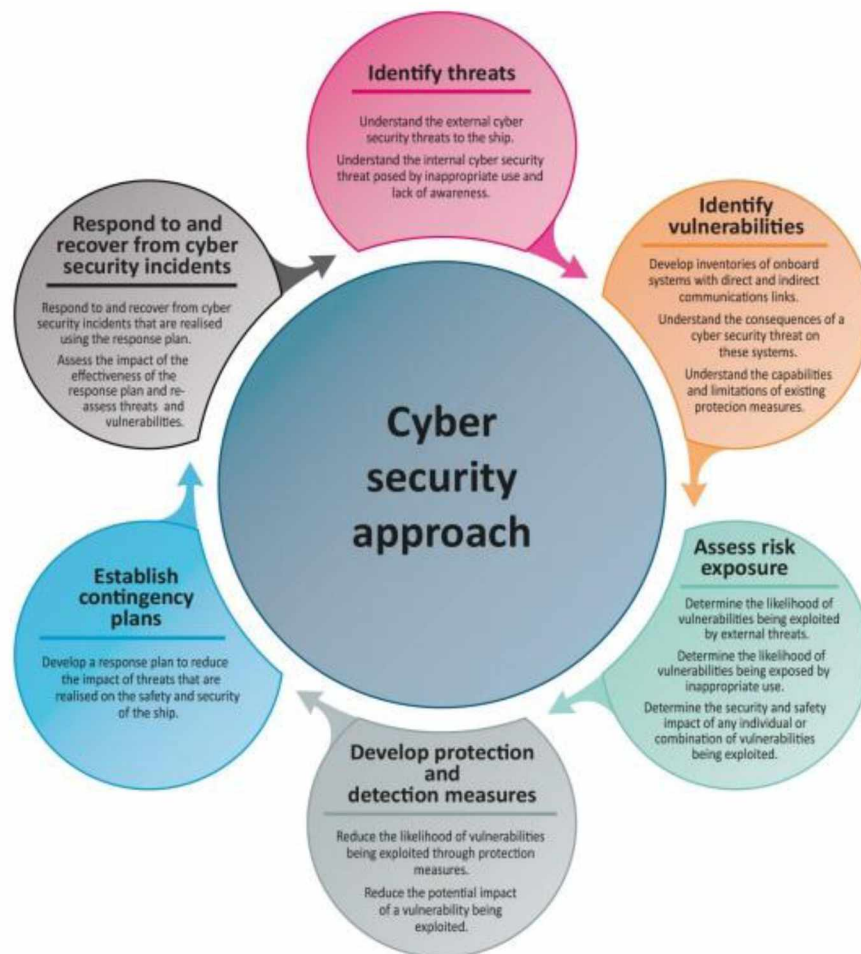 Identify threats
Understand the external cyber
security threats to the ship.
Understand the internal cyber security
threat posed by inappropriate use and
lack of awareness.
Identify
vulnerabilities
Develop inventories of onboard
systems with direct and indirect
communications links.
Understand the consequences of a
cyber security threat on
these systems.
Understand the capabilities
and limitations of existing
protecion measures.
Assess risk
exposure
Determine the likelihood of
vulnerabilities being exploited
by external threats.
Determine the likelihood of
vulnerabilities being exposed by
inappropriate use.
Determine the security and safety
impact of any individual or
combination of vulnerabilities
being exploited.
Develop protection
and
detection measures
Reduce the likelihood of vulnerabilities
being exploited through protection
measures.
Reduce the potential impact
of a vulnerability being
exploited.
Establish
contingency
plans
Develop a response plan to reduce
the impact of threats that are
realised on the safety and security
of the ship.
Respond to and
recover from cyber
security incidents
Respond to and recover from cyber
security incidents that are realised
using the response plan.
Assess the impact of the
effectiveness of the
response plan and re-
assess threats and
vulnerabilities.
Cyber
security
approach